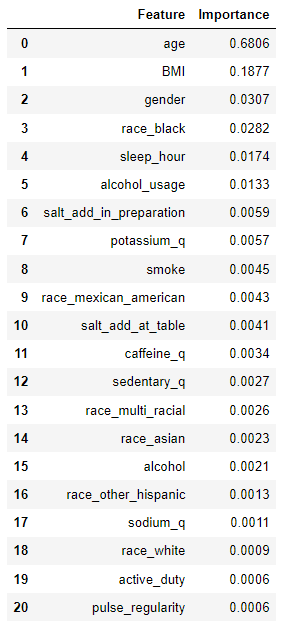 Feature Importance
0 age 0.6806
1 BMI 0.1877
2 gender 0.0307
3 race_black 0.0282
4 sleep_hour 0.0174
5 alcohol_usage 0.0133
6 salt_add_in_preparation 0.0059
7 potassium_q 0.0057
8 smoke 0.0045
9 race_mexican_american 0.0043
10 salt_add_at_table 0.0041
11 caffeine_q 0.0034
12 sedentary_q 0.0027
13 race_multi_racial 0.0026
14 race_asian 0.0023
15 alcohol 0.0021
16 race_other_hispanic 0.0013
17 sodium_q 0.0011
18 race_white 0.0009
19 active_duty 0.0006
20 pulse_regularity 0.0006